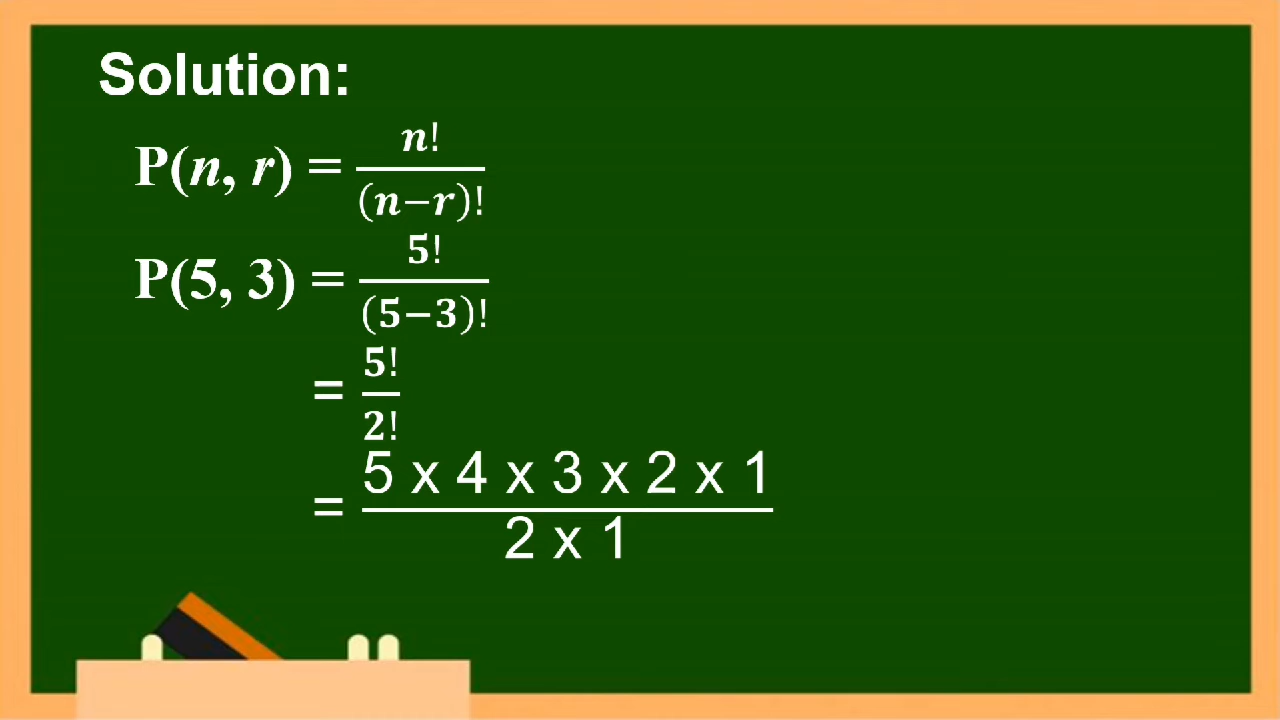 Solution:
P(n, r) = n! / (n−r)!
P(5, 3) = 5! / (5−3)!
= 5! / 2!
= 5 x 4 x 3 x 2 x 1 / 2 x 1